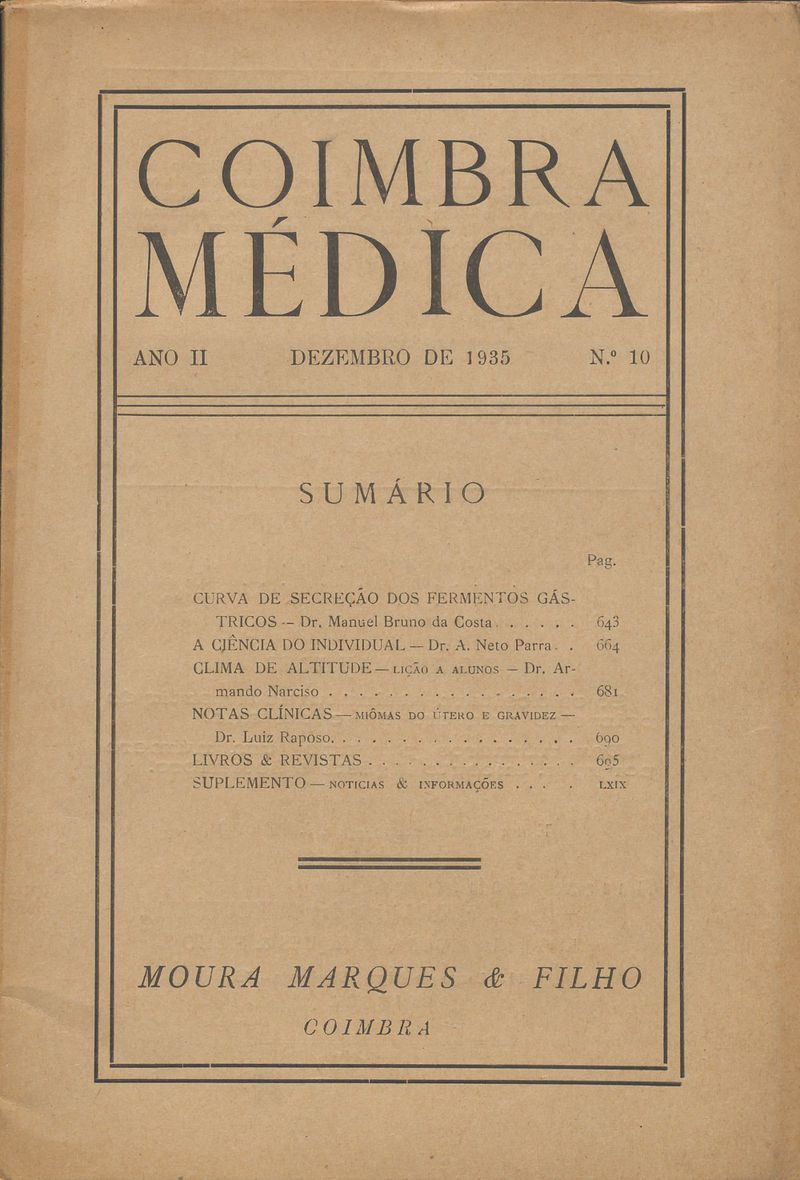 COIMBRA
MÉDICA
ANO II DEZEMBRO DE 1935 N.º 10
SUMÁRIO
Pag.
CURVA DE SECREÇÃO DOS FERMENTOS GÁS-
TRICOS — Dr. Manuel Bruno da Costa . . . . . . 643
A CIÊNCIA DO INDIVIDUAL — Dr. A. Neto Parra . . 664
CLIMA DE ALTITUDE — LIÇÃO A ALUNOS — Dr. Ar-
mando Narciso . . . . . . . . . . . . . . . . . 681
NOTAS CLÍNICAS — MIÔMAS DO ÚTERO E GRAVIDEZ —
Dr. Luiz Raposo . . . . . . . . . . . . . . . . . 690
LIVROS & REVISTAS . . . . . . . . . . . . . . . 695
SUPLEMENTO — NOTICIAS & INFORMAÇÕES . . . . LXIX
MOURA MARQUES & FILHO
COIMBRA